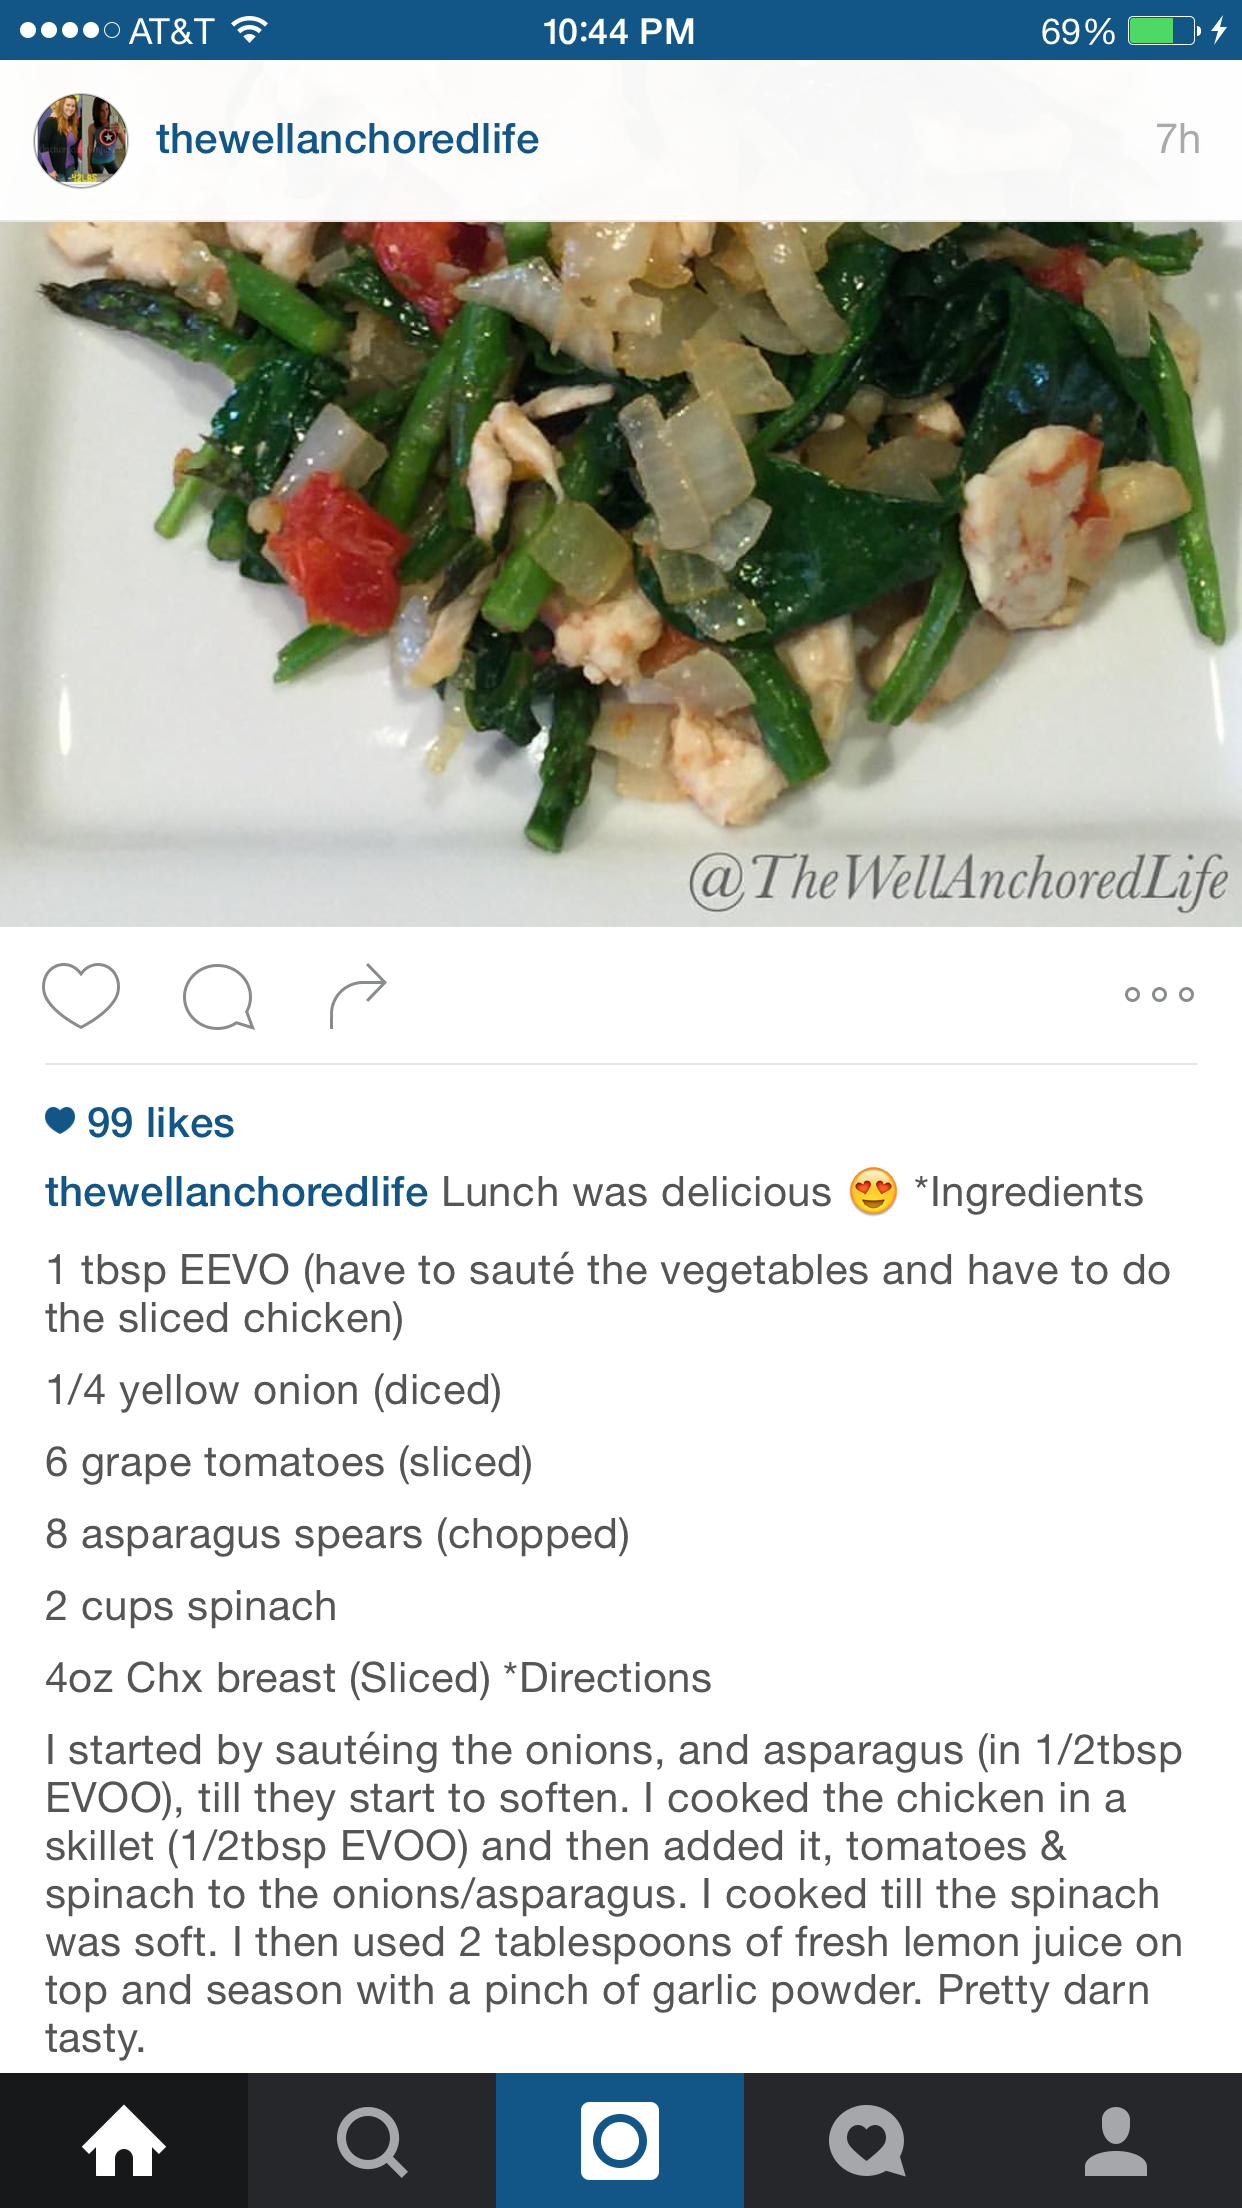 AT&T 10:44 PM 69%
thewellanchoredlife 7h
@TheWellAnchoredLife
99 likes
thewellanchoredlife Lunch was delicious 😍 *Ingredients
1 tbsp EEVO (have to sauté the vegetables and have to do
the sliced chicken)
1/4 yellow onion (diced)
6 grape tomatoes (sliced)
8 asparagus spears (chopped)
2 cups spinach
4oz Chx breast (Sliced) *Directions
I started by sautéing the onions, and asparagus (in 1/2tbsp
EVOO), till they start to soften. I cooked the chicken in a
skillet (1/2tbsp EVOO) and then added it, tomatoes &
spinach to the onions/asparagus. I cooked till the spinach
was soft. I then used 2 tablespoons of fresh lemon juice on
top and season with a pinch of garlic powder. Pretty darn
tasty.